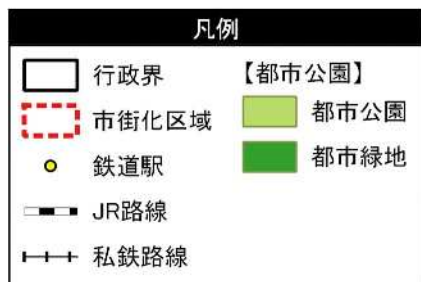 凡例
行政界
市街化区域
鉄道駅
JR路線
私鉄路線
【都市公園】
都市公園
都市緑地